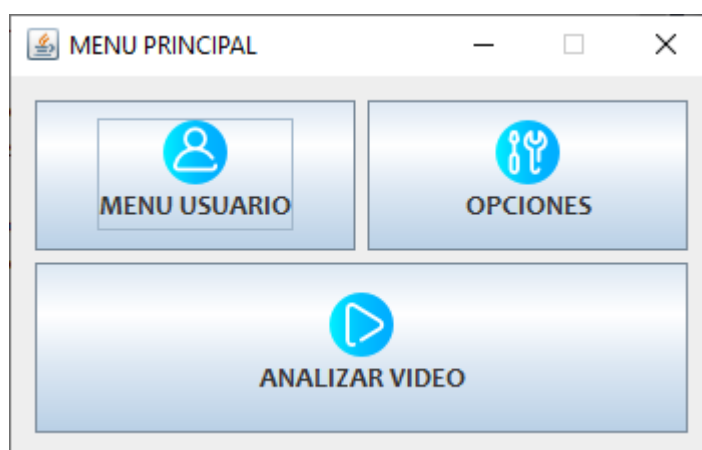 MENU PRINCIPAL
MENU USUARIO
OPCIONES
ANALIZAR VIDEO